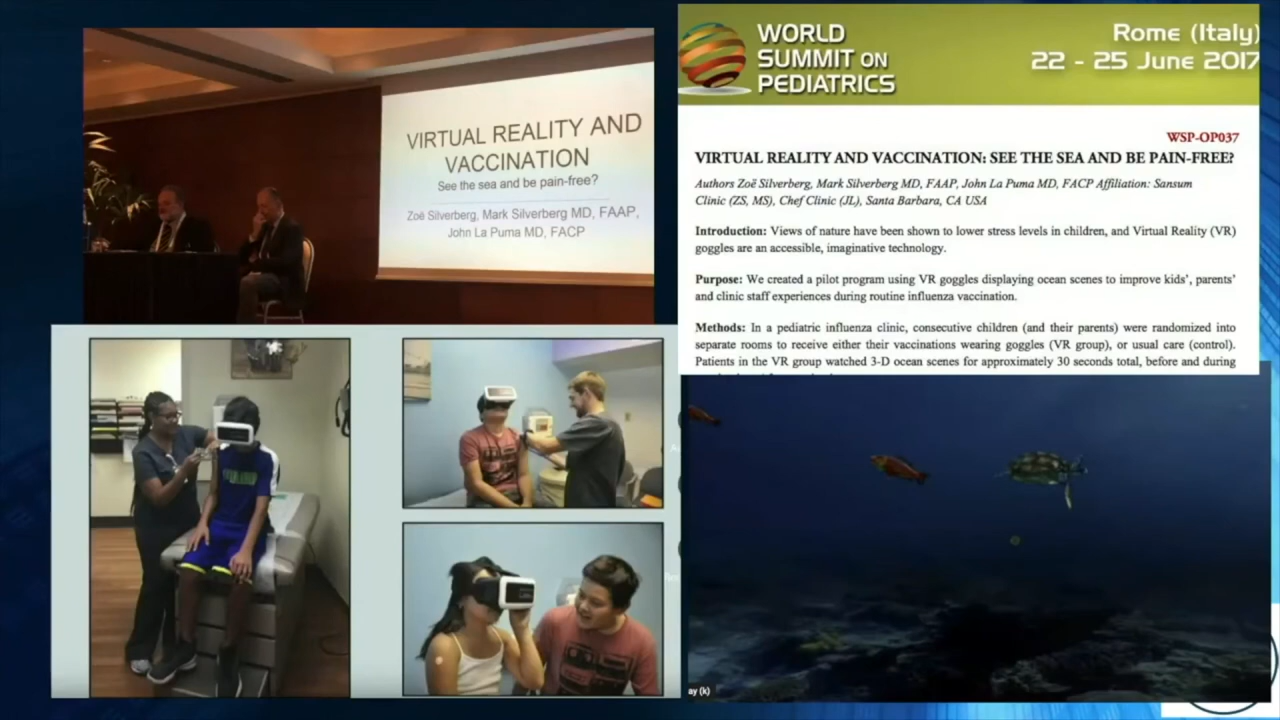 VIRTUAL REALITY AND
VACCINATION
See the sea and be pain-free?
Zoë Silverberg, Mark Silverberg MD, FAAP,
John La Puma MD, FACP
WORLD
SUMMIT ON
PEDIATRICS
Rome (Italy)
22 - 25 June 2017
WSP-OP037
VIRTUAL REALITY AND VACCINATION: SEE THE SEA AND BE PAIN-FREE?
Authors Zoë Silverberg, Mark Silverberg MD, FAAP, John La Puma MD, FACP Affiliation: Sansum
Clinic (ZS, MS), Chef Clinic (JL), Santa Barbara, CA USA
Introduction: Views of nature have been shown to lower stress levels in children, and Virtual Reality (VR)
goggles are an accessible, imaginative technology.
Purpose: We created a pilot program using VR goggles displaying ocean scenes to improve kids', parents'
and clinic staff experiences during routine influenza vaccination.
Methods: In a pediatric influenza clinic, consecutive children (and their parents) were randomized into
separate rooms to receive either their vaccinations wearing goggles (VR group), or usual care (control).
Patients in the VR group watched 3-D ocean scenes for approximately 30 seconds total, before and during
ay (k)